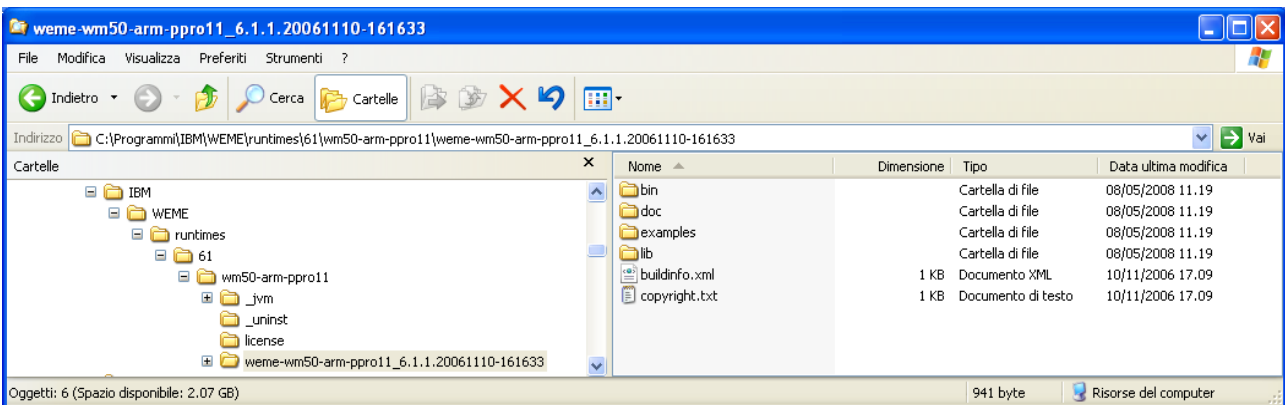 weme-wm50-arm-ppro11_6.1.1.20061110-161633
File Modifica Visualizza Preferiti Strumenti ?
Indietro Cerca Cartelle
Indirizzo C:\Programmi\IBM\WEME\runtimes\61\wm50-arm-ppro11\weme-wm50-arm-ppro11_6.1.1.20061110-161633 Vai
Cartelle x
IBM
WEME
runtimes
61
wm50-arm-ppro11
_jvm
_uninst
license
weme-wm50-arm-ppro11_6.1.1.20061110-161633
Nome Dimensione Tipo Data ultima modifica
bin Cartella di file 08/05/2008 11.19
doc Cartella di file 08/05/2008 11.19
examples Cartella di file 08/05/2008 11.19
lib Cartella di file 08/05/2008 11.19
buildinfo.xml 1 KB Documento XML 10/11/2006 17.09
copyright.txt 1 KB Documento di testo 10/11/2006 17.09
Oggetti: 6 (Spazio disponibile: 2.07 GB) 941 byte Risorse del computer